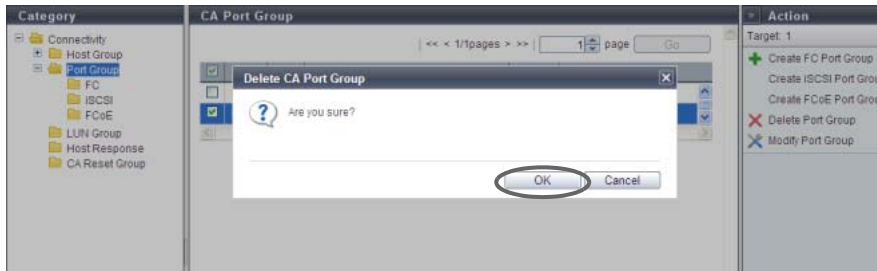 Category
Connectivity
Host Group
Port Group
FC
iSCSI
FCoE
LUN Group
Host Response
CA Reset Group
CA Port Group
<< < 1/1pages > >> 1 page Go
Delete CA Port Group
Are you sure?
OK Cancel
Action
Target: 1
Create FC Port Group
Create iSCSI Port Grou
Create FCoE Port Grou
Delete Port Group
Modify Port Group